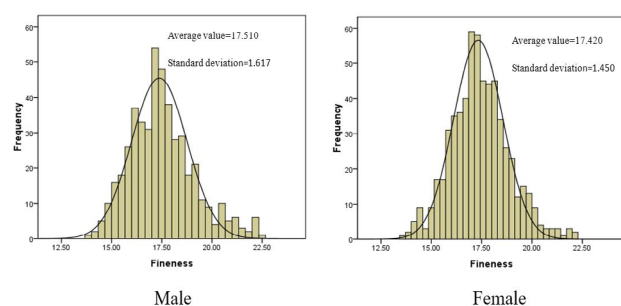 Average value=17.510
Standard deviation=1.617
Frequency
60
50
40
30
20
10
0
12.50 15.00 17.50 20.00 22.50
Fineness
Male
Average value=17.420
Standard deviation=1.450
Frequency
60
50
40
30
20
10
0
12.50 15.00 17.50 20.00 22.50
Fineness
Female